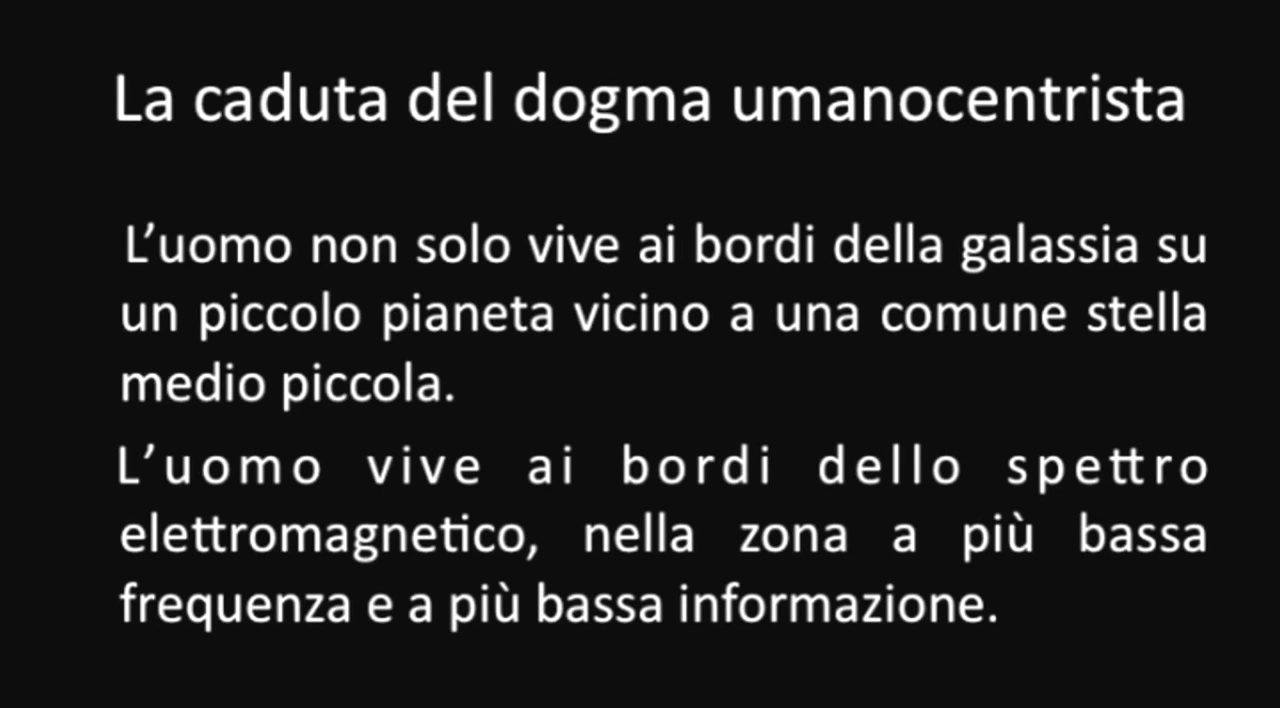 La caduta del dogma umanocentrista
L’uomo non solo vive ai bordi della galassia su
un piccolo pianeta vicino a una comune stella
medio piccola.
L’uomo vive ai bordi dello spettro
elettromagnetico, nella zona a più bassa
frequenza e a più bassa informazione.